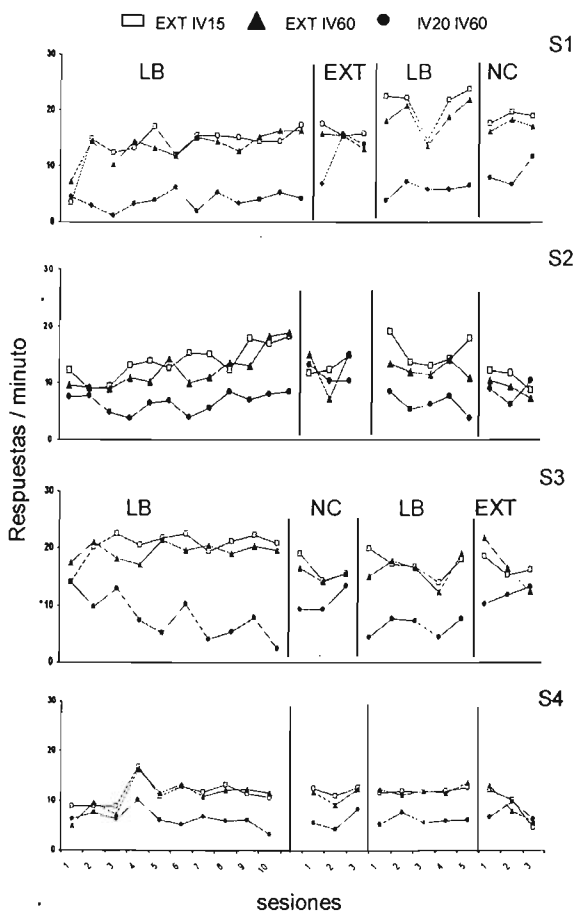 EXT IV15 EXT IV60 IV20 IV60
S1
LB EXT LB NC
30
20
10
0
S2
30
20
10
0
S3
LB NC LB EXT
30
20
10
0
S4
30
20
10
0
1 2 3 4 5 6 7 8 9 10 1 2 3 1 2 3 4 5 1 2 3
sesiones
Respuestas / minuto